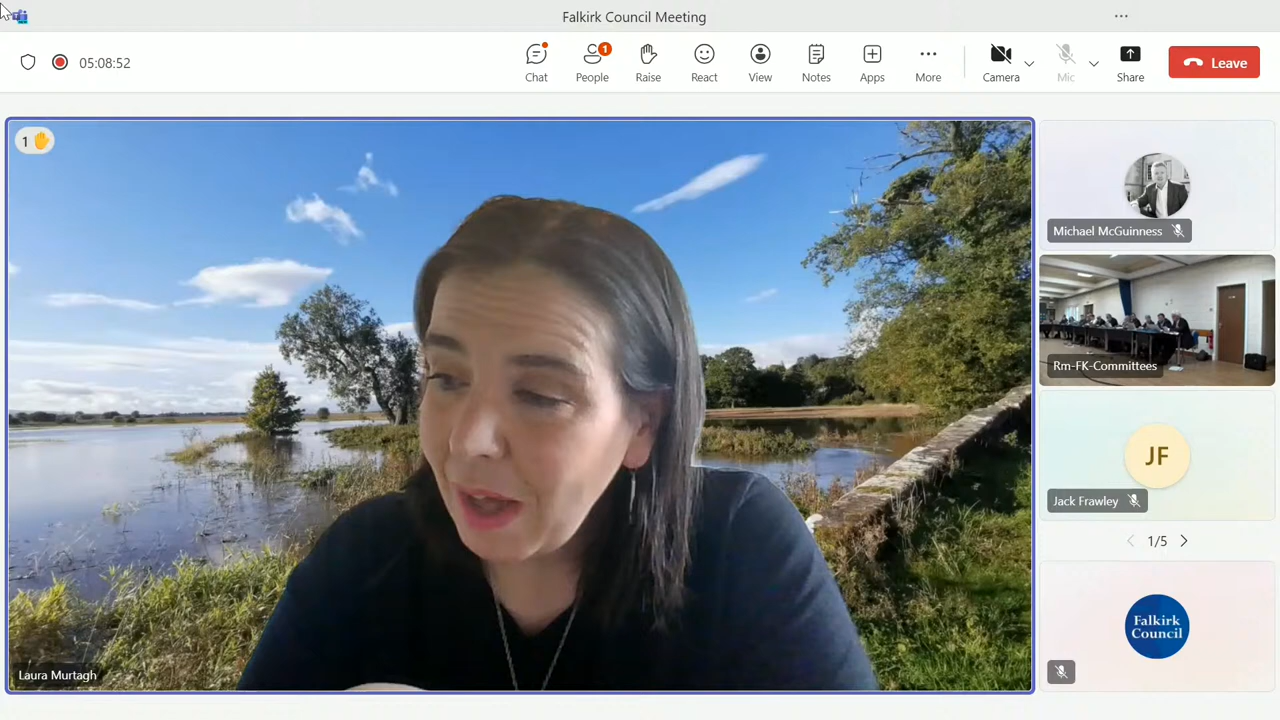 Falkirk Council Meeting
05:08:52
Chat
1
People
Raise
React
View
Notes
Apps
More
Camera
Mic
Share
Leave
1
Laura Murtagh
Michael McGuinness
Rm-FK-Committees
JF
Jack Frawley
1/5
Falkirk
Council